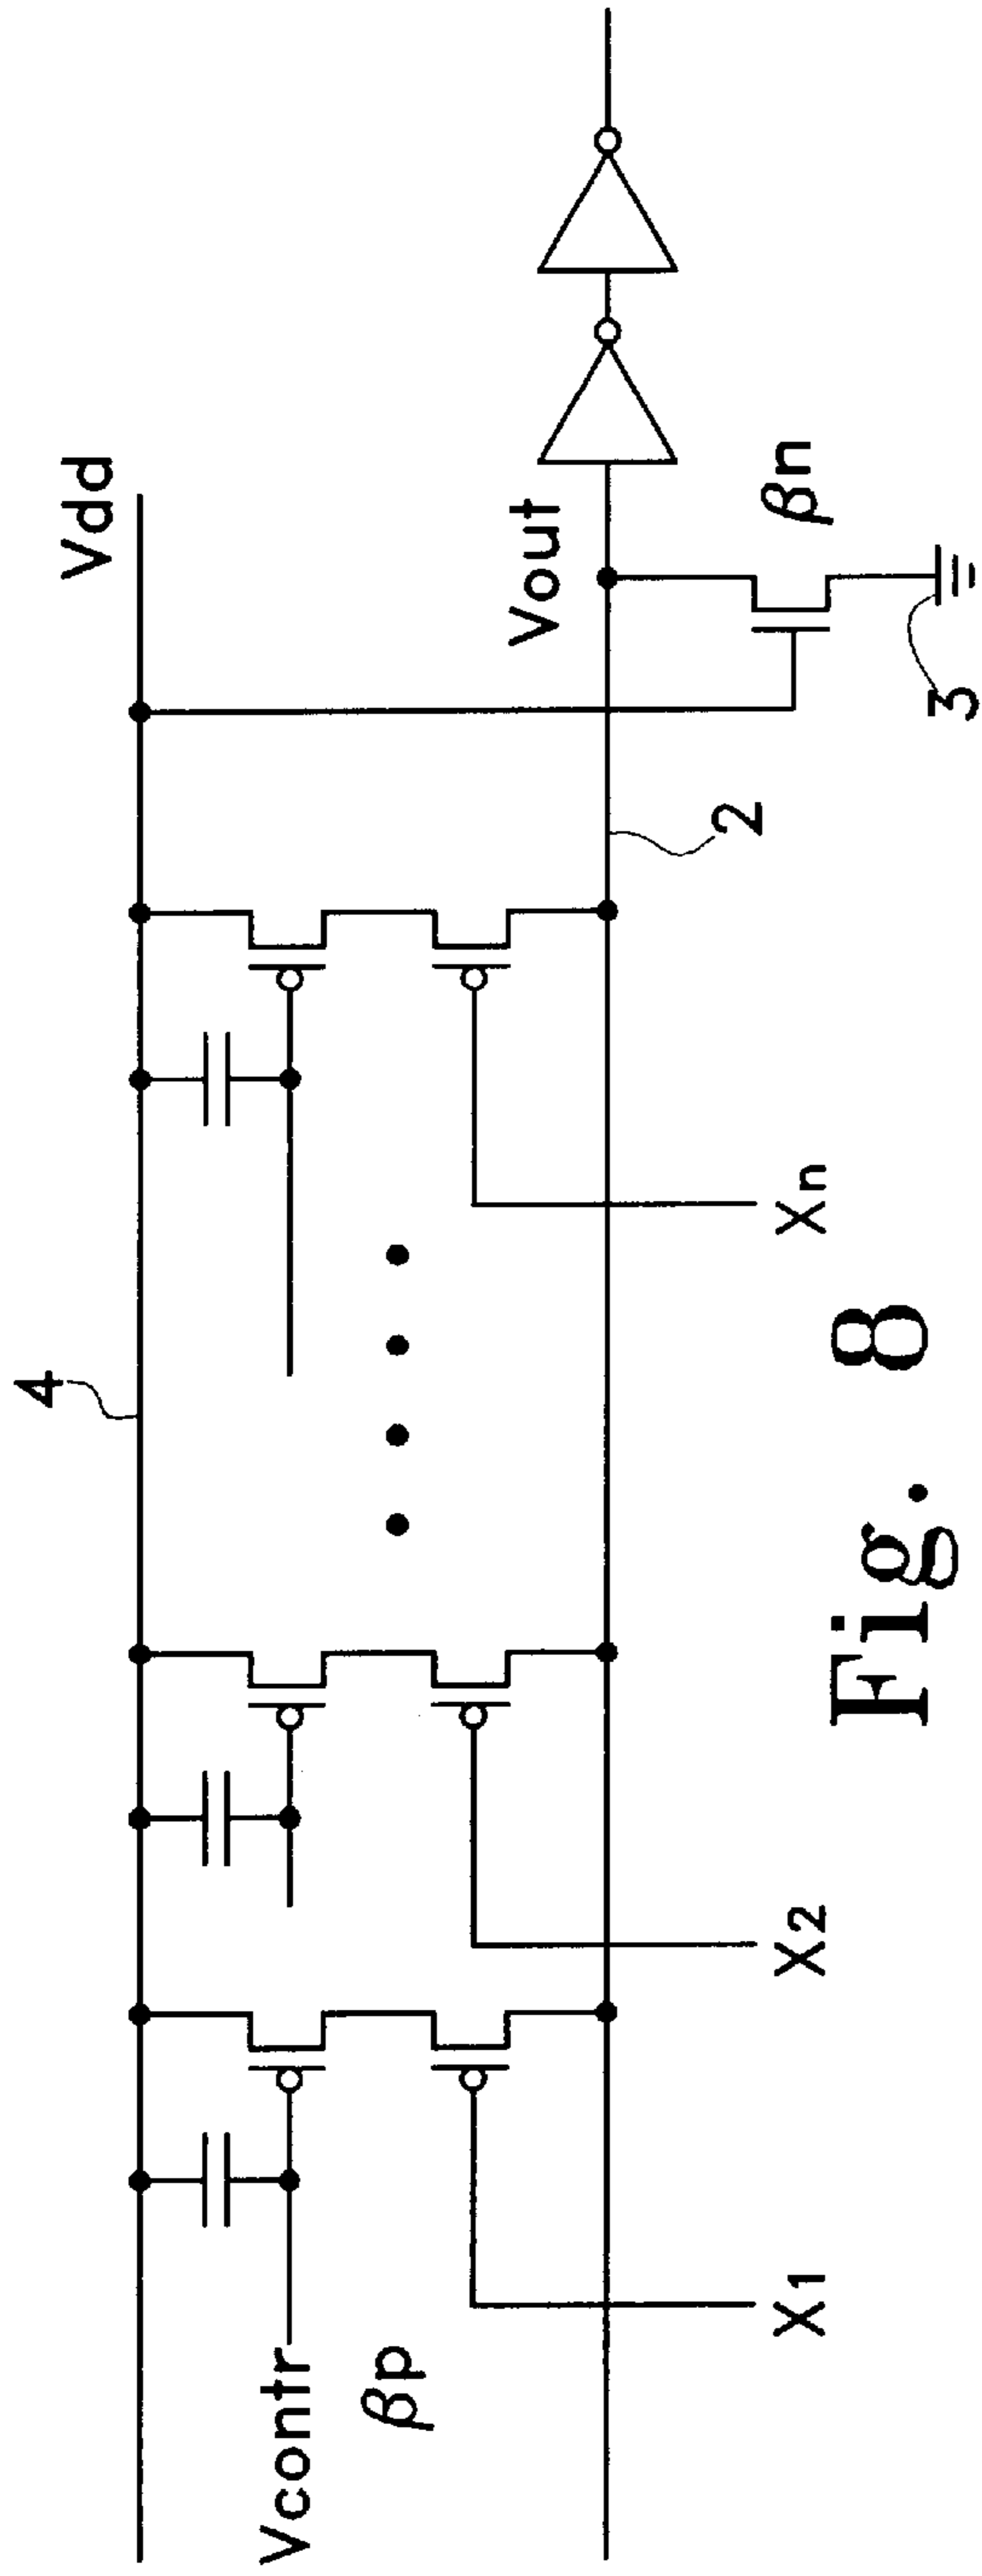 4
Vdd
Vcontr
βp
Vout
2
βn
3
X1
X2
Xn
Fig. 8